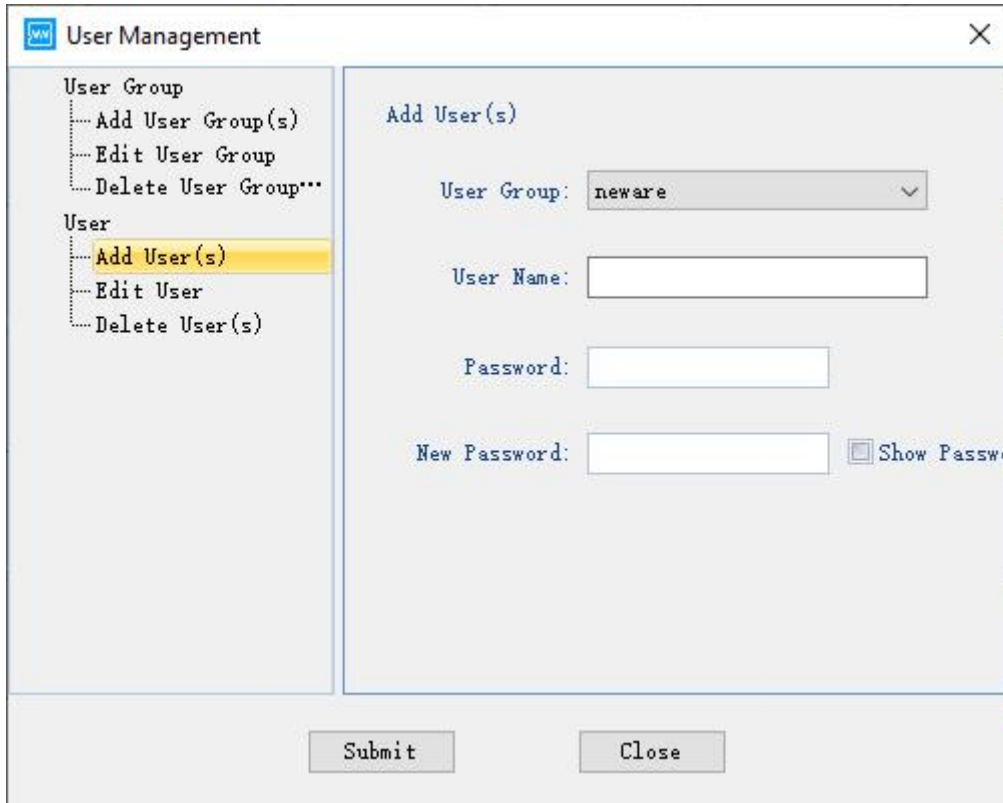 User Management
User Group
Add User Group(s)
Edit User Group
Delete User Group···
User
Add User(s)
Edit User
Delete User(s)
Add User(s)
User Group: neware
User Name:
Password:
New Password:
Show Passw
Submit
Close